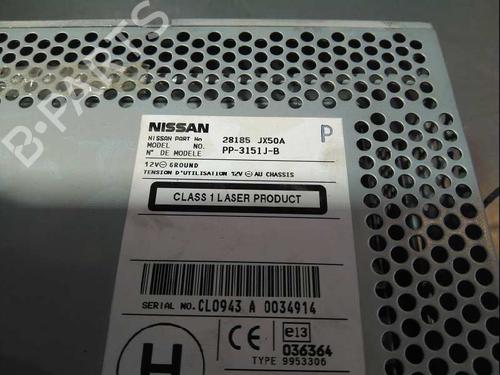 B-PARTS
NISSAN
NISSAN PART No 28185 JX50A P
MODEL NO. PP-3151J-B
N° DE MODELE
12V⊖ GROUND
TENSION D'UTILISATION 12V⊖ AU CHASSIS
CLASS 1 LASER PRODUCT
SERIAL NO. CL0943 A 0034914
H
CE
e13
036364
TYPE 9953306